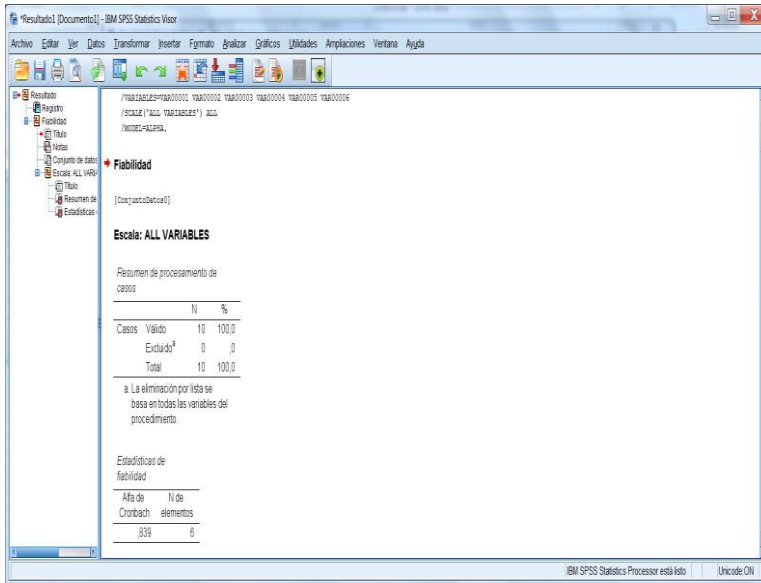 *Resultado1 [Documento1] - IBM SPSS Statistics Visor
Archivo Editar Ver Datos Transformar Insertar Formato Analizar Gráficos Utilidades Ampliaciones Ventana Ayuda
Resultado
Registro
Fiabilidad
Título
Notas
Conjunto de datos
Escala: ALL VARIA
Título
Resumen de
Estadísticas
/VARIABLES=VAR00001 VAR00002 VAR00003 VAR00004 VAR00005 VAR00006
/SCALE('ALL VARIABLES') ALL
/MODEL=ALPHA.
Fiabilidad
[ConjuntoDatos0]
Escala: ALL VARIABLES
Resumen de procesamiento de
casos
N %
Casos Válido 10 100,0
Excluido a 0 ,0
Total 10 100,0
a. La eliminación por lista se
basa en todas las variables del
procedimiento.
Estadísticas de
fiabilidad
Alfa de N de
Cronbach elementos
,839 6
IBM SPSS Statistics Processor está listo Unicode:ON